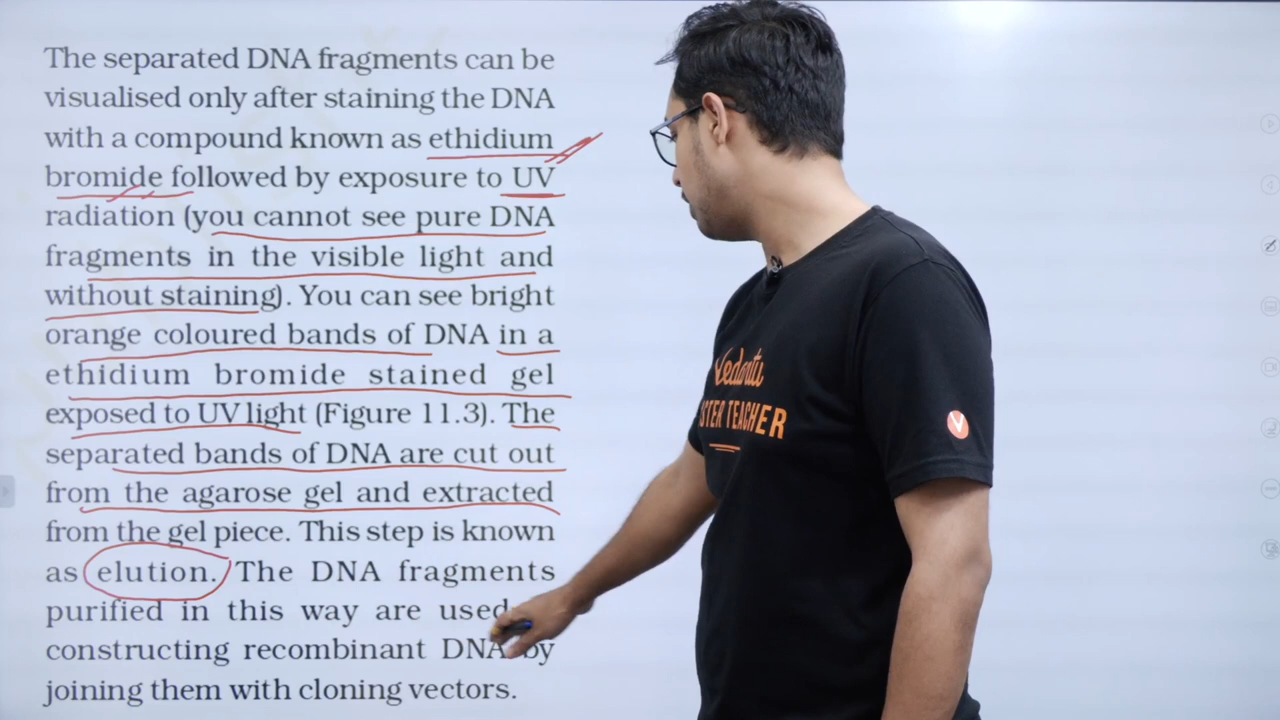 The separated DNA fragments can be
visualised only after staining the DNA
with a compound known as ethidium
bromide followed by exposure to UV
radiation (you cannot see pure DNA
fragments in the visible light and
without staining). You can see bright
orange coloured bands of DNA in a
ethidium bromide stained gel
exposed to UV light (Figure 11.3). The
separated bands of DNA are cut out
from the agarose gel and extracted
from the gel piece. This step is known
as elution. The DNA fragments
purified in this way are used
constructing recombinant DNA by
joining them with cloning vectors.
Vedantu
TEACHER
V